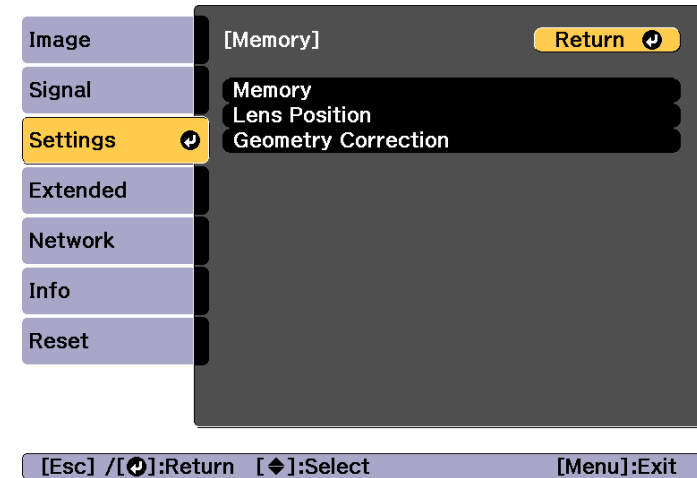 Image
Signal
Settings
Extended
Network
Info
Reset
[Memory]
Return
Memory
Lens Position
Geometry Correction
[Esc] /[ ]:Return [ ]:Select [Menu]:Exit